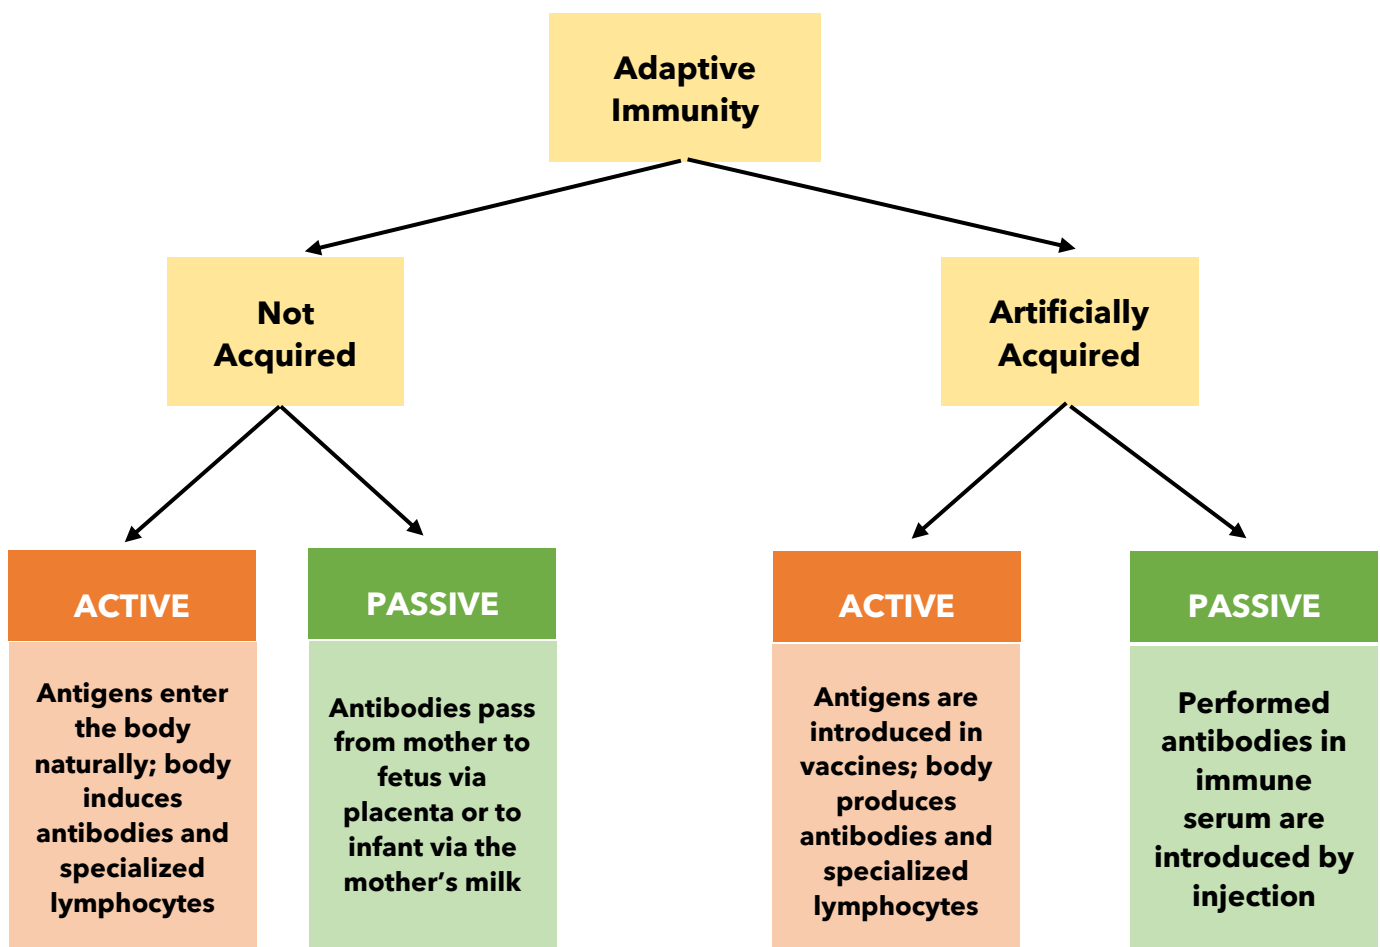 Adaptive
Immunity
Not
Acquired
Artificially
Acquired
ACTIVE
Antigens enter
the body
naturally; body
induces
antibodies and
specialized
lymphocytes
PASSIVE
Antibodies pass
from mother to
fetus via
placenta or to
infant via the
mother’s milk
ACTIVE
Antigens are
introduced in
vaccines; body
produces
antibodies and
specialized
lymphocytes
PASSIVE
Performed
antibodies in
immune
serum are
introduced by
injection